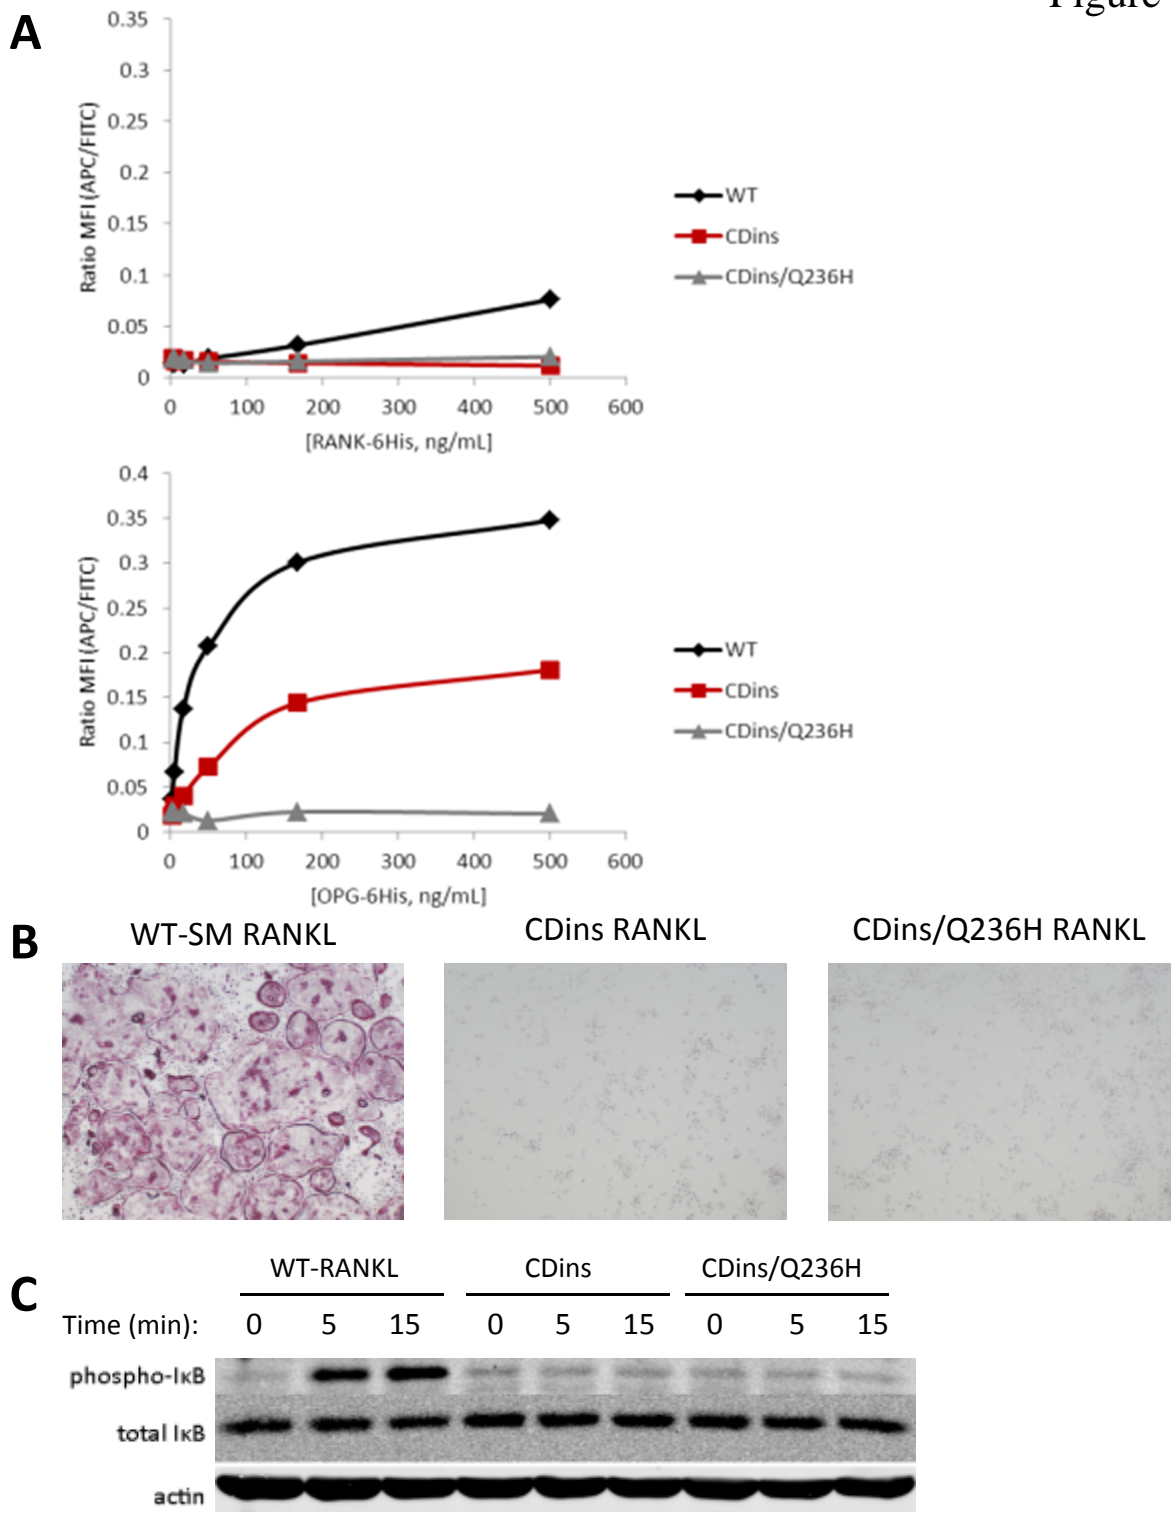 Figure
A
0.35
0.3
0.25
0.2
0.15
0.1
0.05
0
Ratio MFI (APC/FITC)
0 100 200 300 400 500 600
[RANK-6His, ng/mL]
WT
CDins
CDins/Q236H
0.4
0.35
0.3
0.25
0.2
0.15
0.1
0.05
0
Ratio MFI (APC/FITC)
0 100 200 300 400 500 600
[OPG-6His, ng/mL]
WT
CDins
CDins/Q236H
B
WT-SM RANKL CDins RANKL CDins/Q236H RANKL
C
WT-RANKL CDins CDins/Q236H
Time (min): 0 5 15 0 5 15 0 5 15
phospho-IκB
total IκB
actin